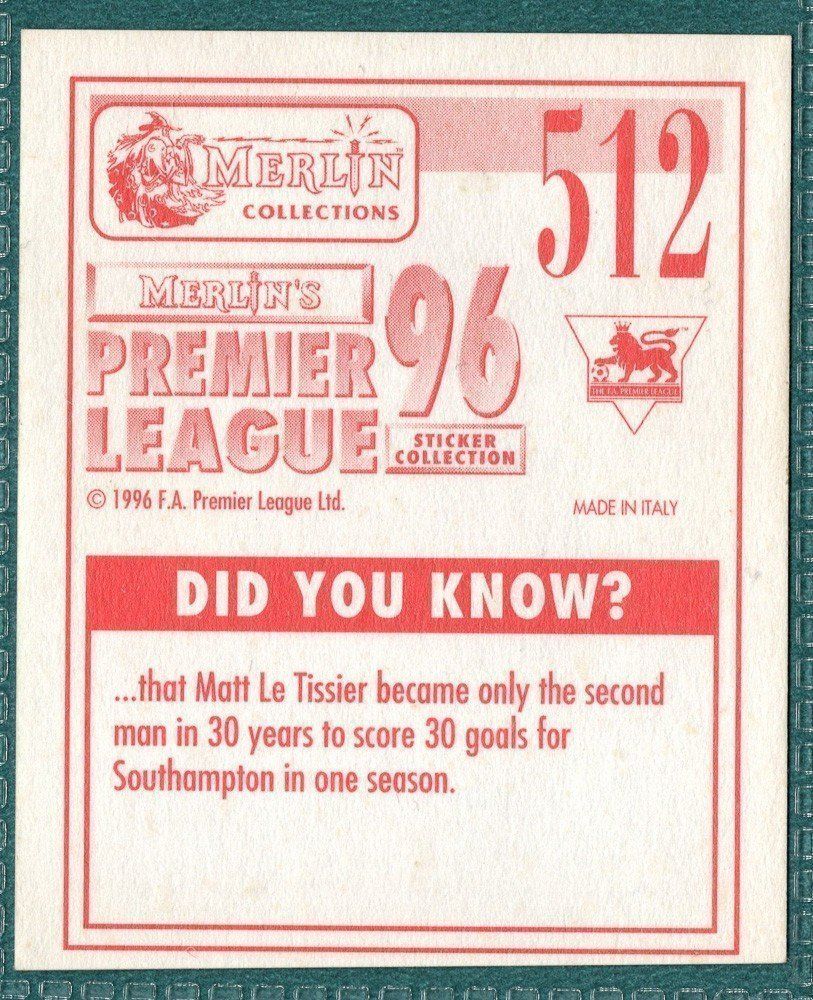 MERLIN™
COLLECTIONS
512
MERLIN'S
PREMIER
LEAGUE
96
STICKER
COLLECTION
THE F.A. PREMIER LEAGUE
™
© 1996 F.A. Premier League Ltd.
MADE IN ITALY
DID YOU KNOW?
...that Matt Le Tissier became only the second
man in 30 years to score 30 goals for
Southampton in one season.